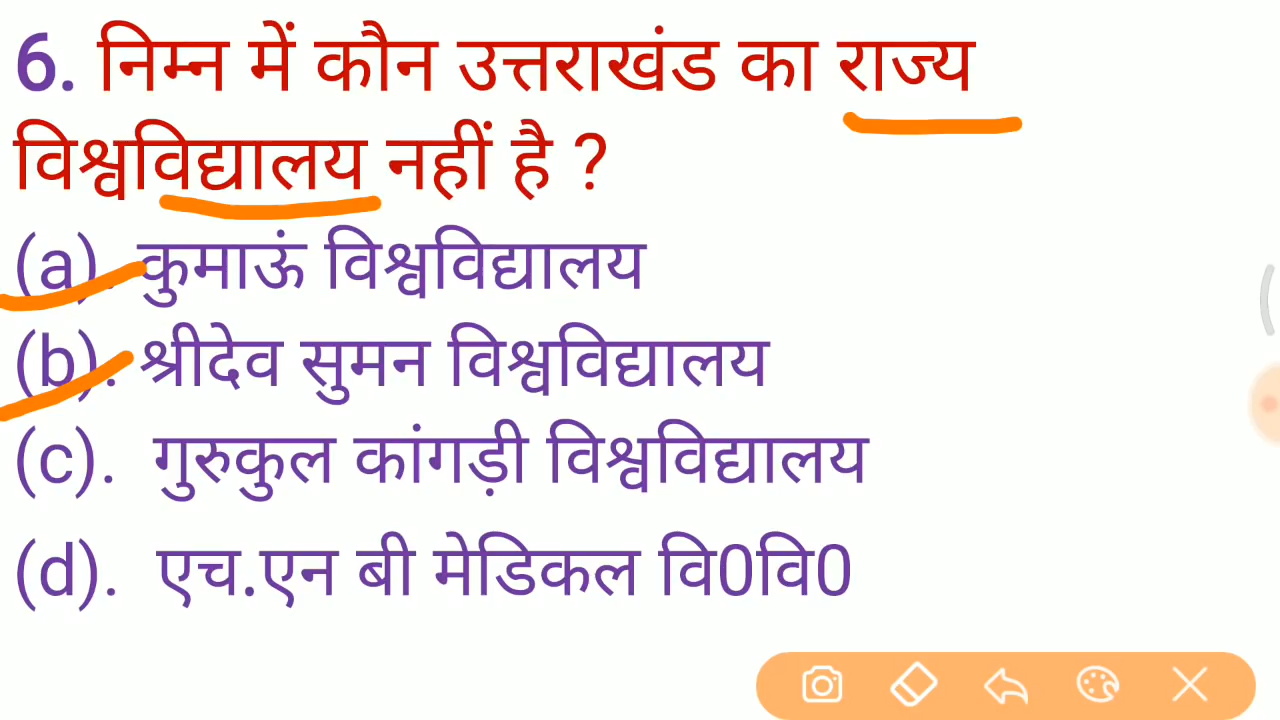 6. निम्न में कौन उत्तराखंड का राज्य
विश्वविद्यालय नहीं है ?
(a). कुमाऊं विश्वविद्यालय
(b). श्रीदेव सुमन विश्वविद्यालय
(c). गुरुकुल कांगड़ी विश्वविद्यालय
(d). एच.एन बी मेडिकल वि0वि0